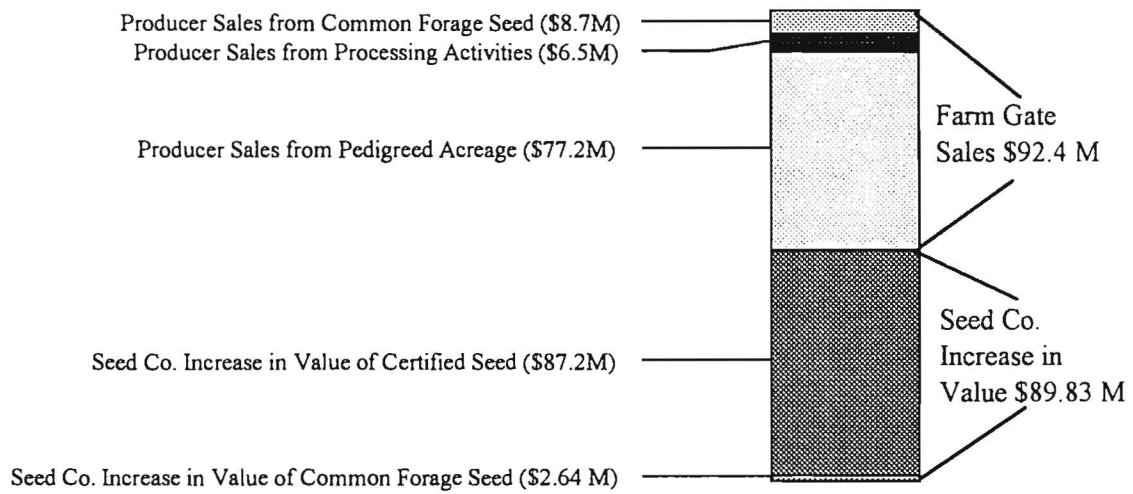 Producer Sales from Common Forage Seed ($8.7M)
Producer Sales from Processing Activities ($6.5M)
Producer Sales from Pedigreed Acreage ($77.2M)
Seed Co. Increase in Value of Certified Seed ($87.2M)
Seed Co. Increase in Value of Common Forage Seed ($2.64 M)
Farm Gate
Sales $92.4 M
Seed Co.
Increase in
Value $89.83 M